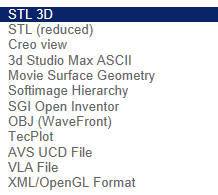 STL 3D
STL (reduced)
Creo view
3d Studio Max ASCII
Movie Surface Geometry
Softimage Hierarchy
SGI Open Inventor
OBJ (WaveFront)
TecPlot
AVS UCD File
VLA File
XML/OpenGL Format